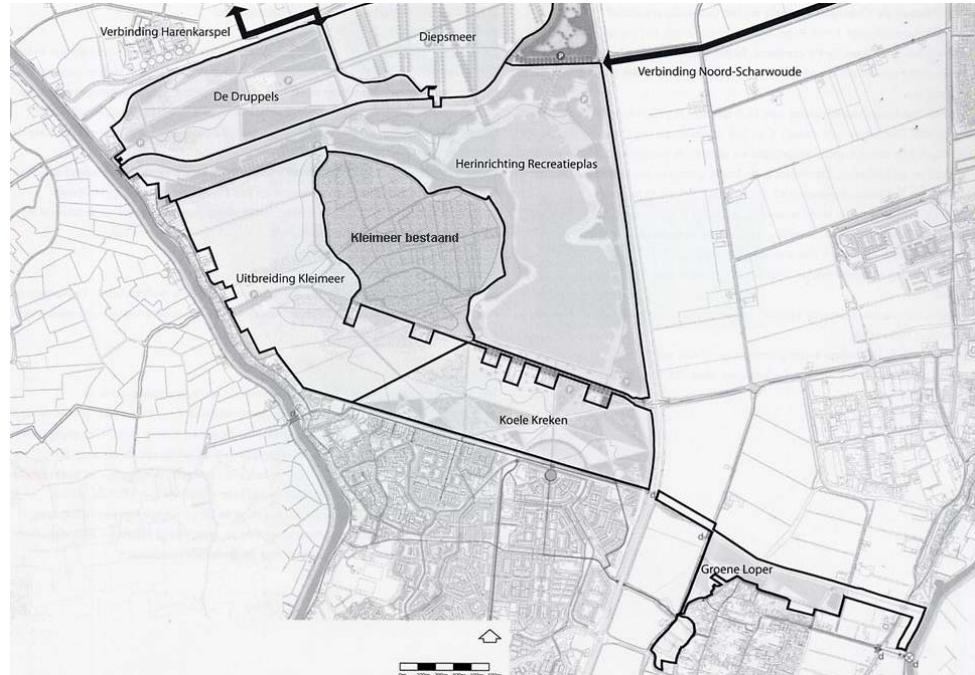 Verbinding Harenkarspel
Diepsmeer
Verbinding Noord-Scharwoude
De Druppels
Herinrichting Recreatieplas
Kleimeer bestaand
Uitbreiding Kleimeer
Koele Kreken
Groene Loper